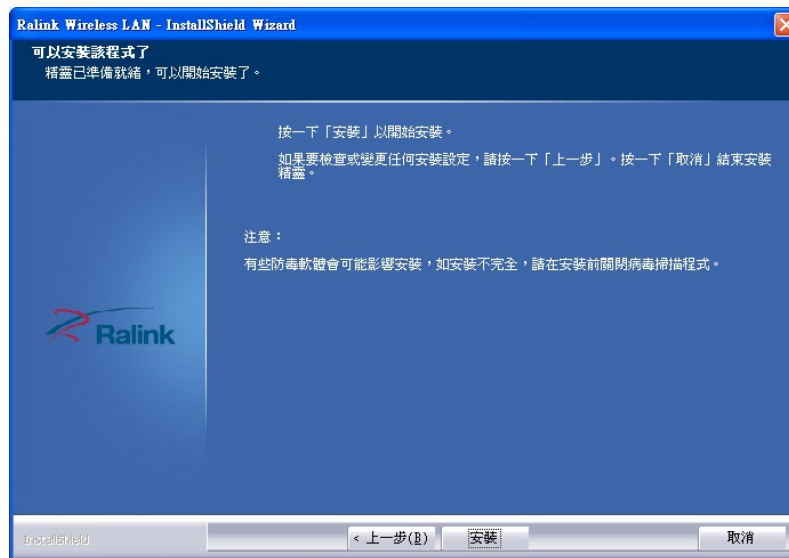 Ralink Wireless LAN - InstallShield Wizard
可以安裝該程式了
精靈已準備就緒，可以開始安裝了。
按一下「安裝」以開始安裝。
如果要檢查或變更任何安裝設定，請按一下「上一步」。按一下「取消」結束安裝
精靈。
注意：
有些防毒軟體會可能影響安裝，如安裝不完全，請在安裝前關閉病毒掃描程式。
Ralink
InstallShield
< 上一步(B)
安裝
取消